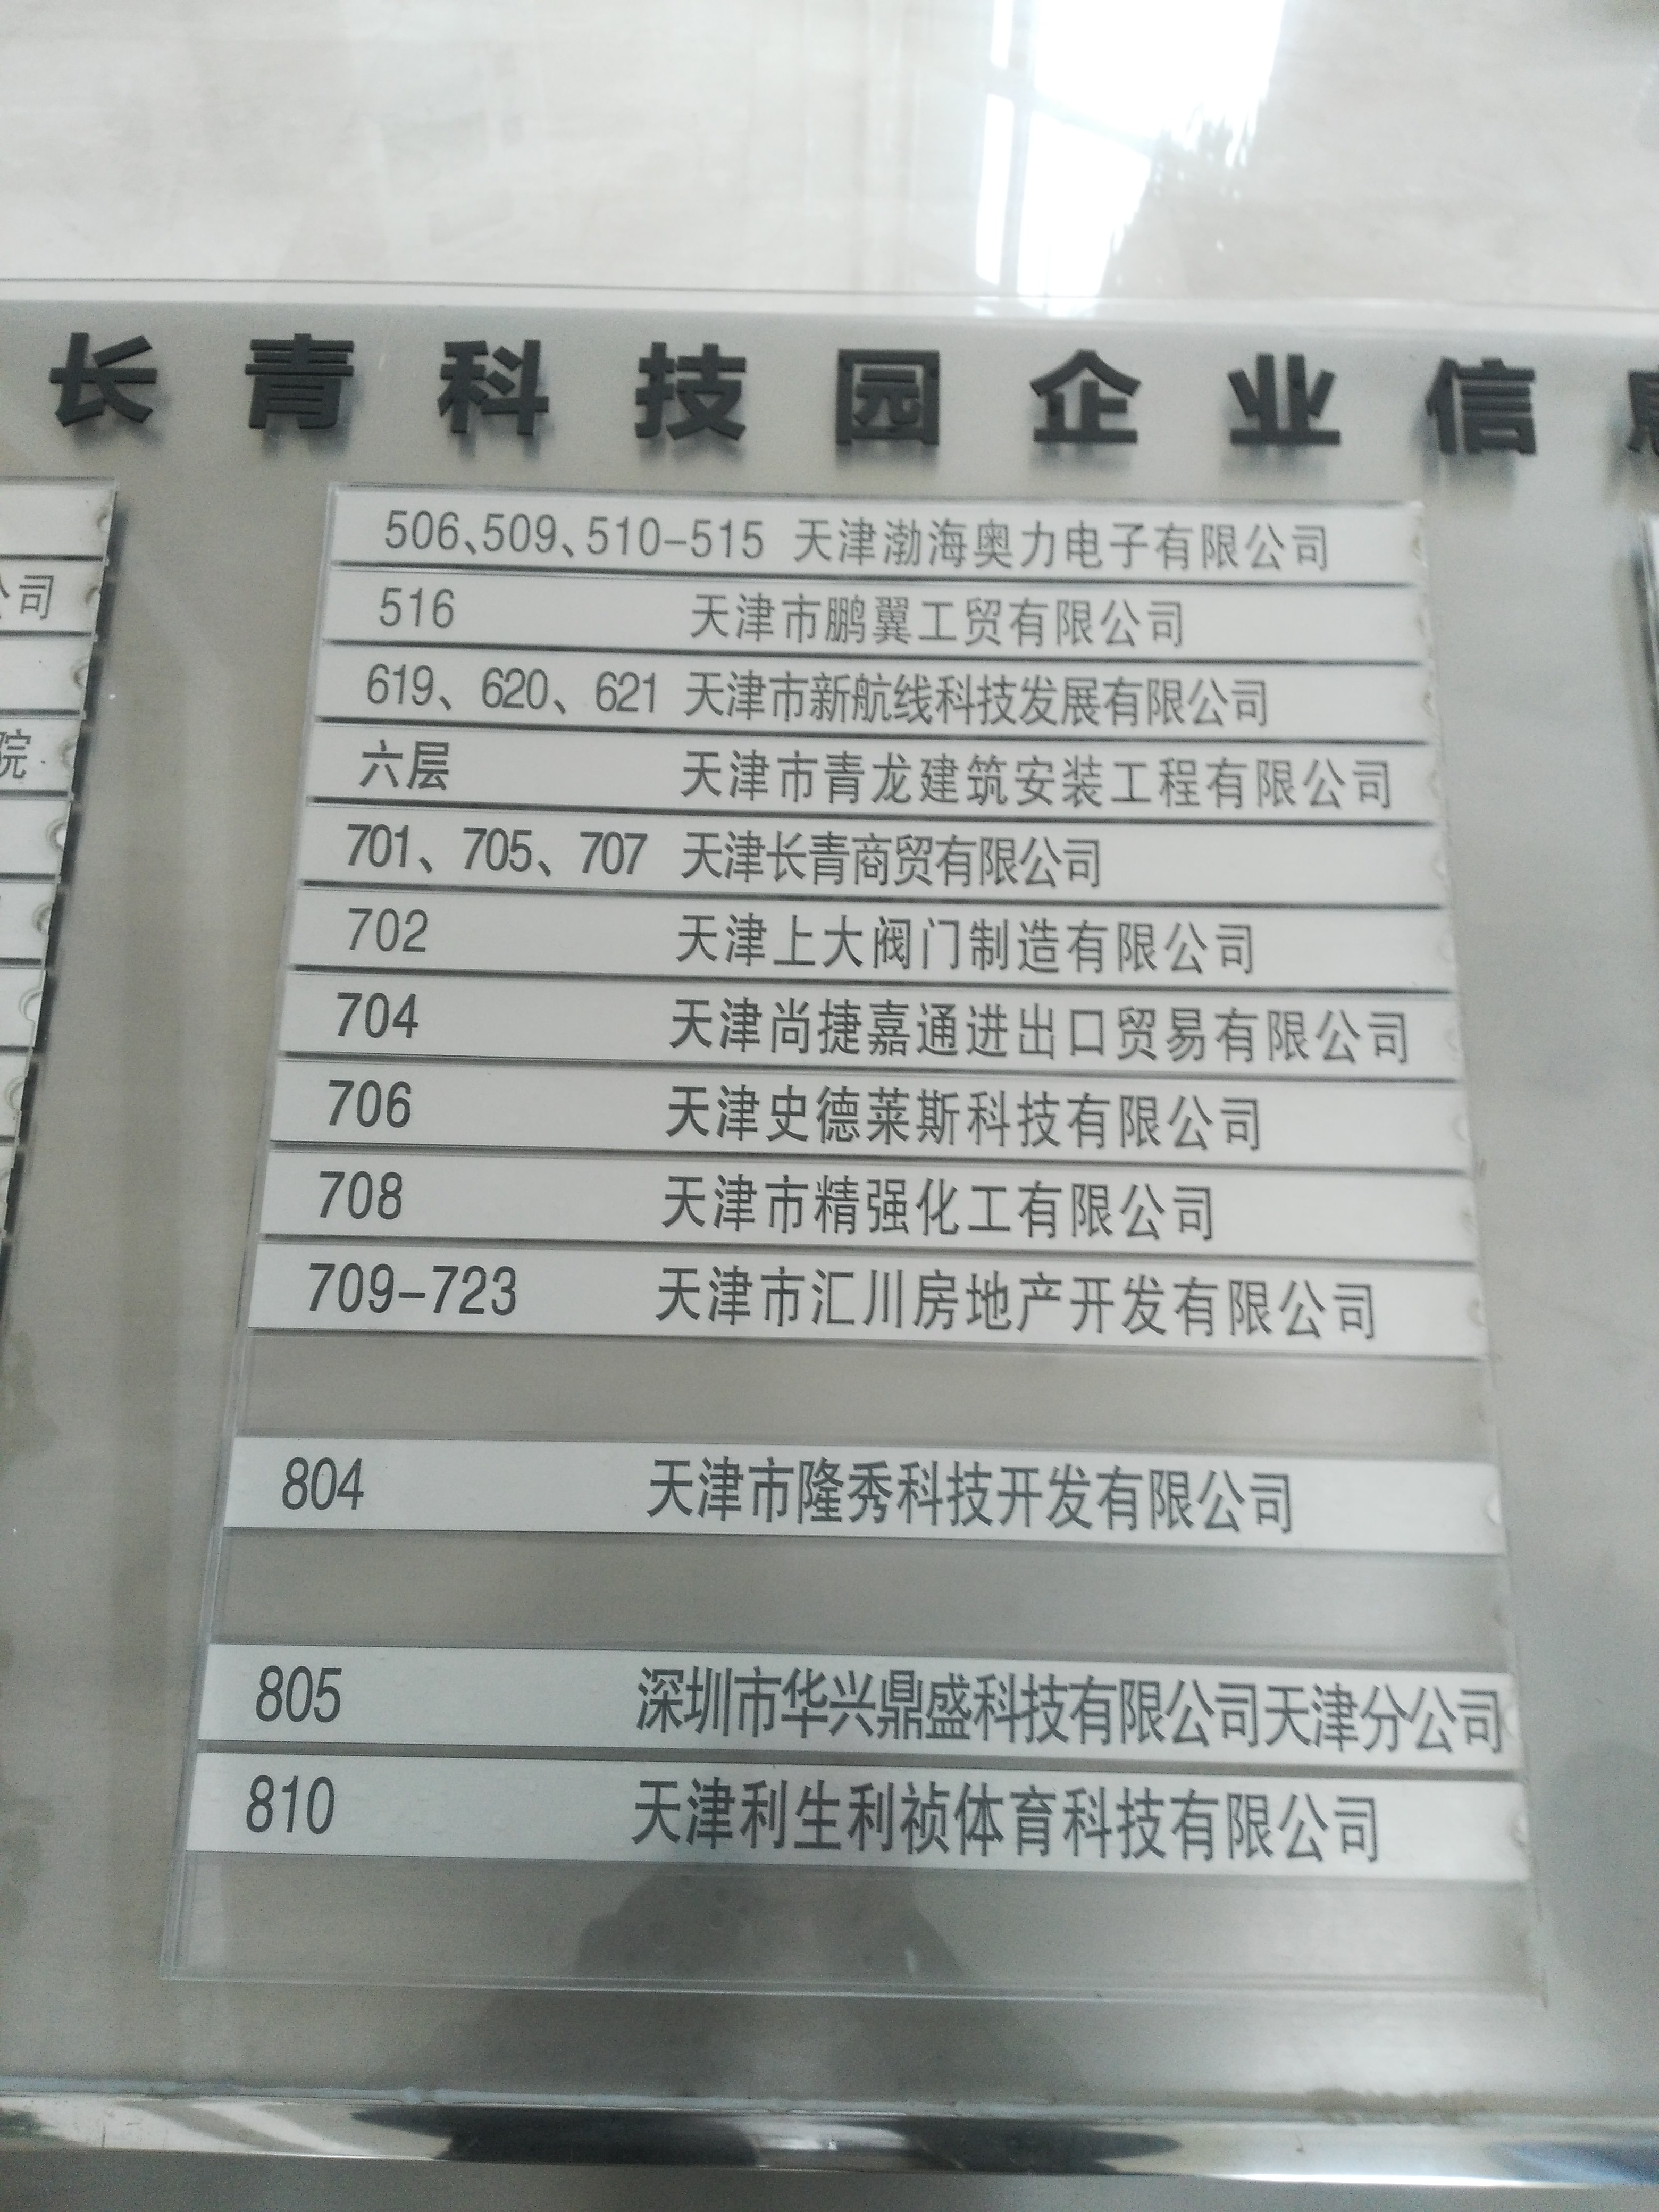 长青科技园企业信
公司
院
506、509、510-515 天津渤海奥力电子有限公司
516 天津市鹏翼工贸有限公司
619、620、621 天津市新航线科技发展有限公司
六层 天津市青龙建筑安装工程有限公司
701、705、707 天津长青商贸有限公司
702 天津上大阀门制造有限公司
704 天津尚捷嘉通进出口贸易有限公司
706 天津史德莱斯科技有限公司
708 天津市精强化工有限公司
709-723 天津市汇川房地产开发有限公司
804 天津市隆秀科技开发有限公司
805 深圳市华兴鼎盛科技有限公司天津分公司
810 天津利生利祯体育科技有限公司